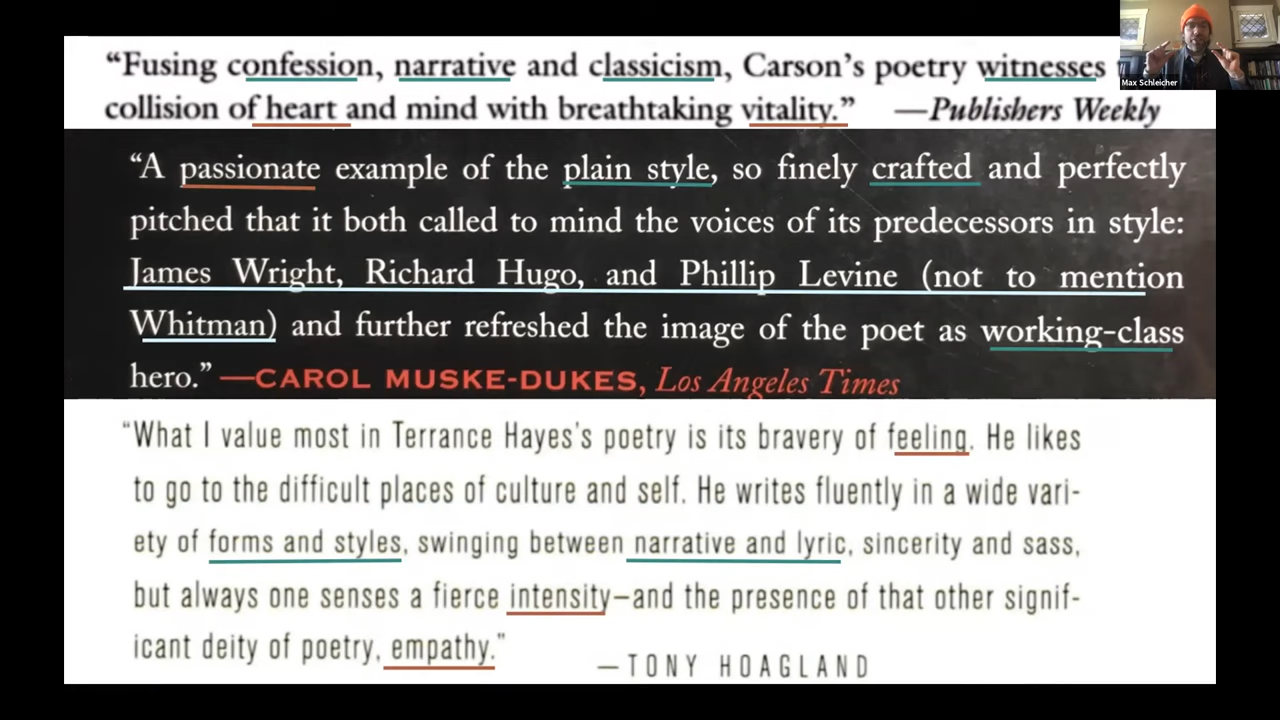 “Fusing confession, narrative and classicism, Carson’s poetry witnesses
collision of heart and mind with breathtaking vitality.” —Publishers Weekly
“A passionate example of the plain style, so finely crafted and perfectly
pitched that it both called to mind the voices of its predecessors in style:
James Wright, Richard Hugo, and Phillip Levine (not to mention
Whitman) and further refreshed the image of the poet as working-class
hero.” —CAROL MUSKE-DUKES, Los Angeles Times
“What I value most in Terrance Hayes’s poetry is its bravery of feeling. He likes
to go to the difficult places of culture and self. He writes fluently in a wide vari-
ety of forms and styles, swinging between narrative and lyric, sincerity and sass,
but always one senses a fierce intensity—and the presence of that other signif-
icant deity of poetry, empathy.”
—TONY HOAGLAND
Max Schleicher